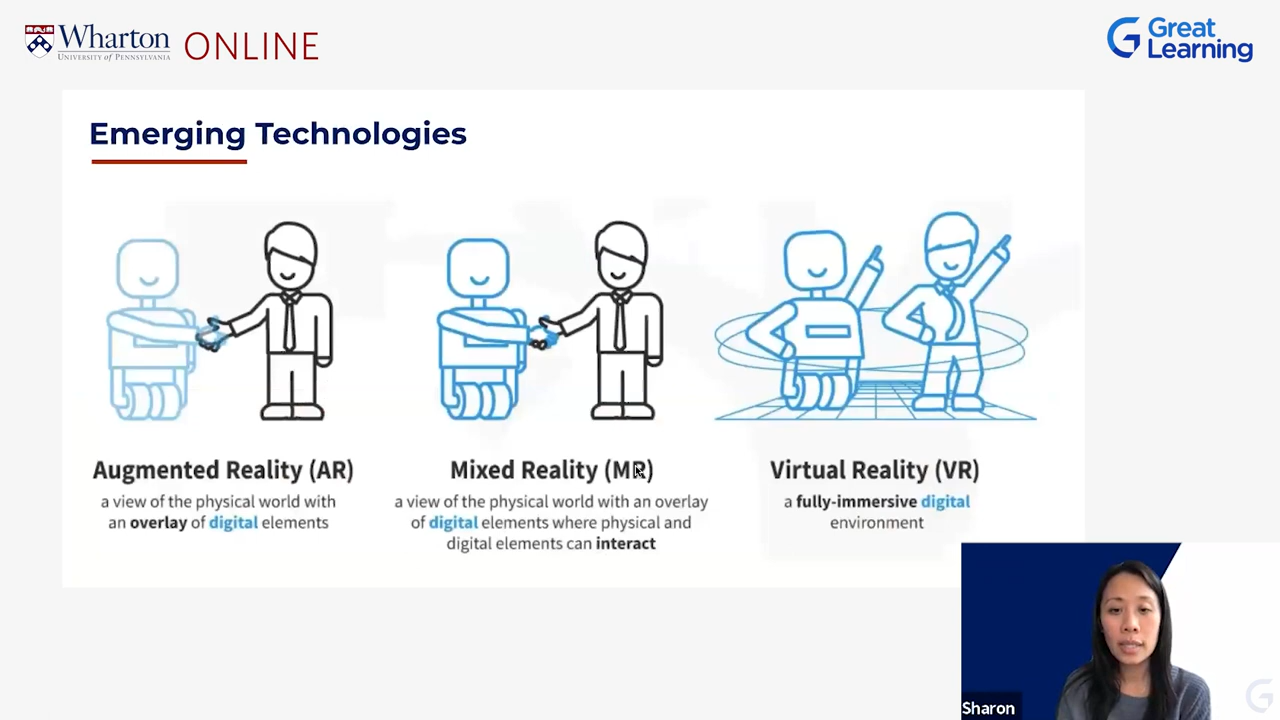 Wharton
UNIVERSITY of PENNSYLVANIA
ONLINE
Great
Learning
Emerging Technologies
Augmented Reality (AR)
a view of the physical world with
an overlay of digital elements
Mixed Reality (MR)
a view of the physical world with an overlay
of digital elements where physical and
digital elements can interact
Virtual Reality (VR)
a fully-immersive digital
environment
Sharon